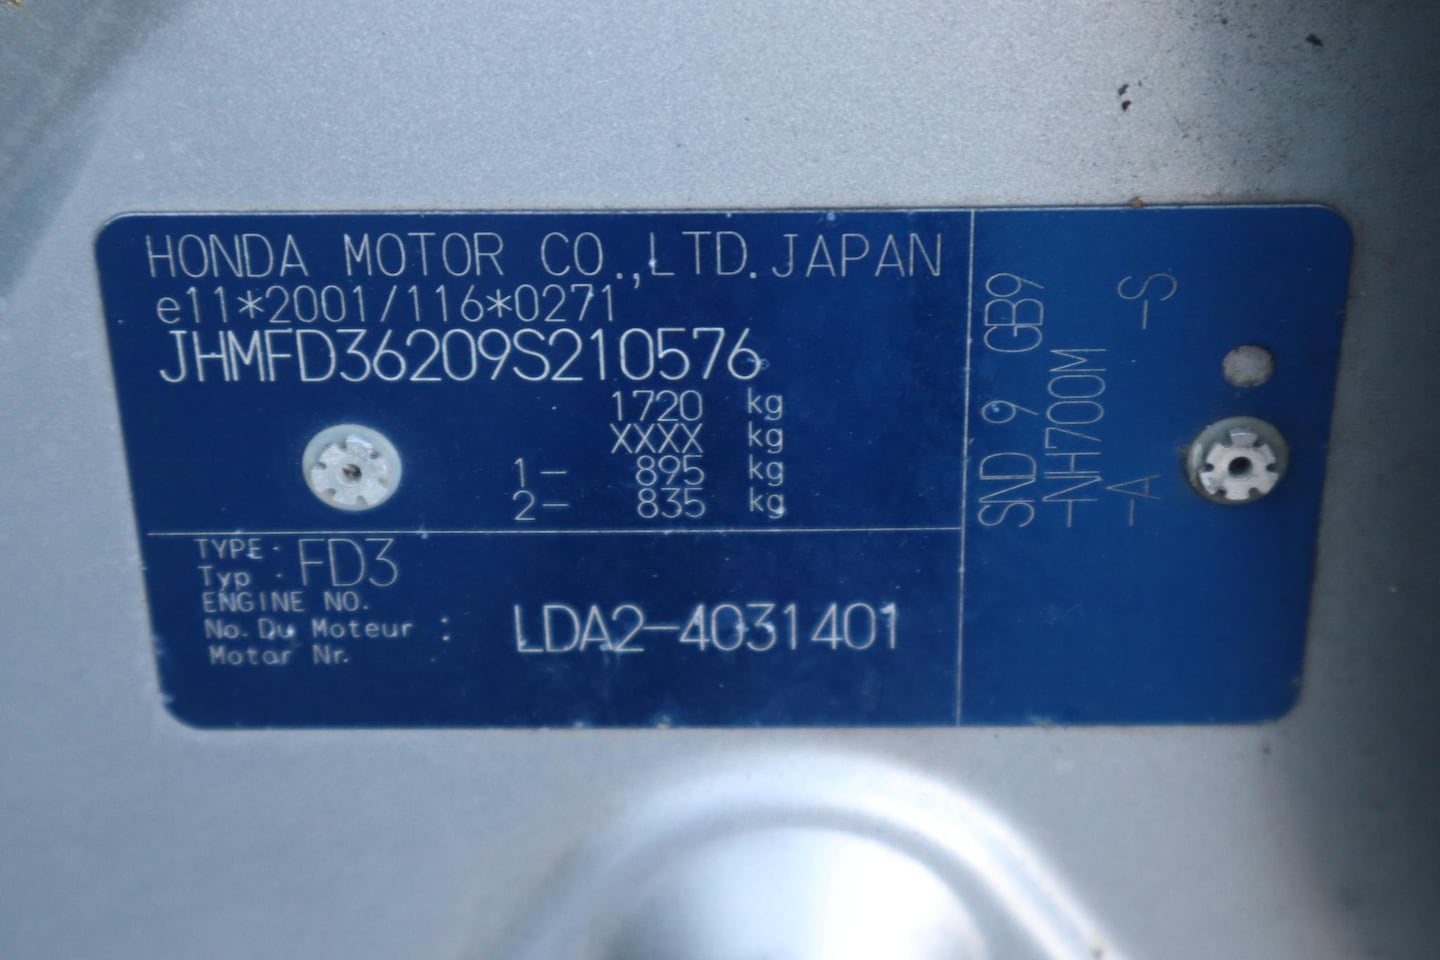 HONDA MOTOR CO.,LTD.JAPAN
e11*2001/116*0271
JHMFD36209S210576
1720 kg
XXXX kg
1- 895 kg
2- 835 kg
TYPE
Typ : FD3
ENGINE NO.
No. Du Moteur :
Motor Nr.
LDA2-4031401
SND 9 GB9
-NH700M
-A -S